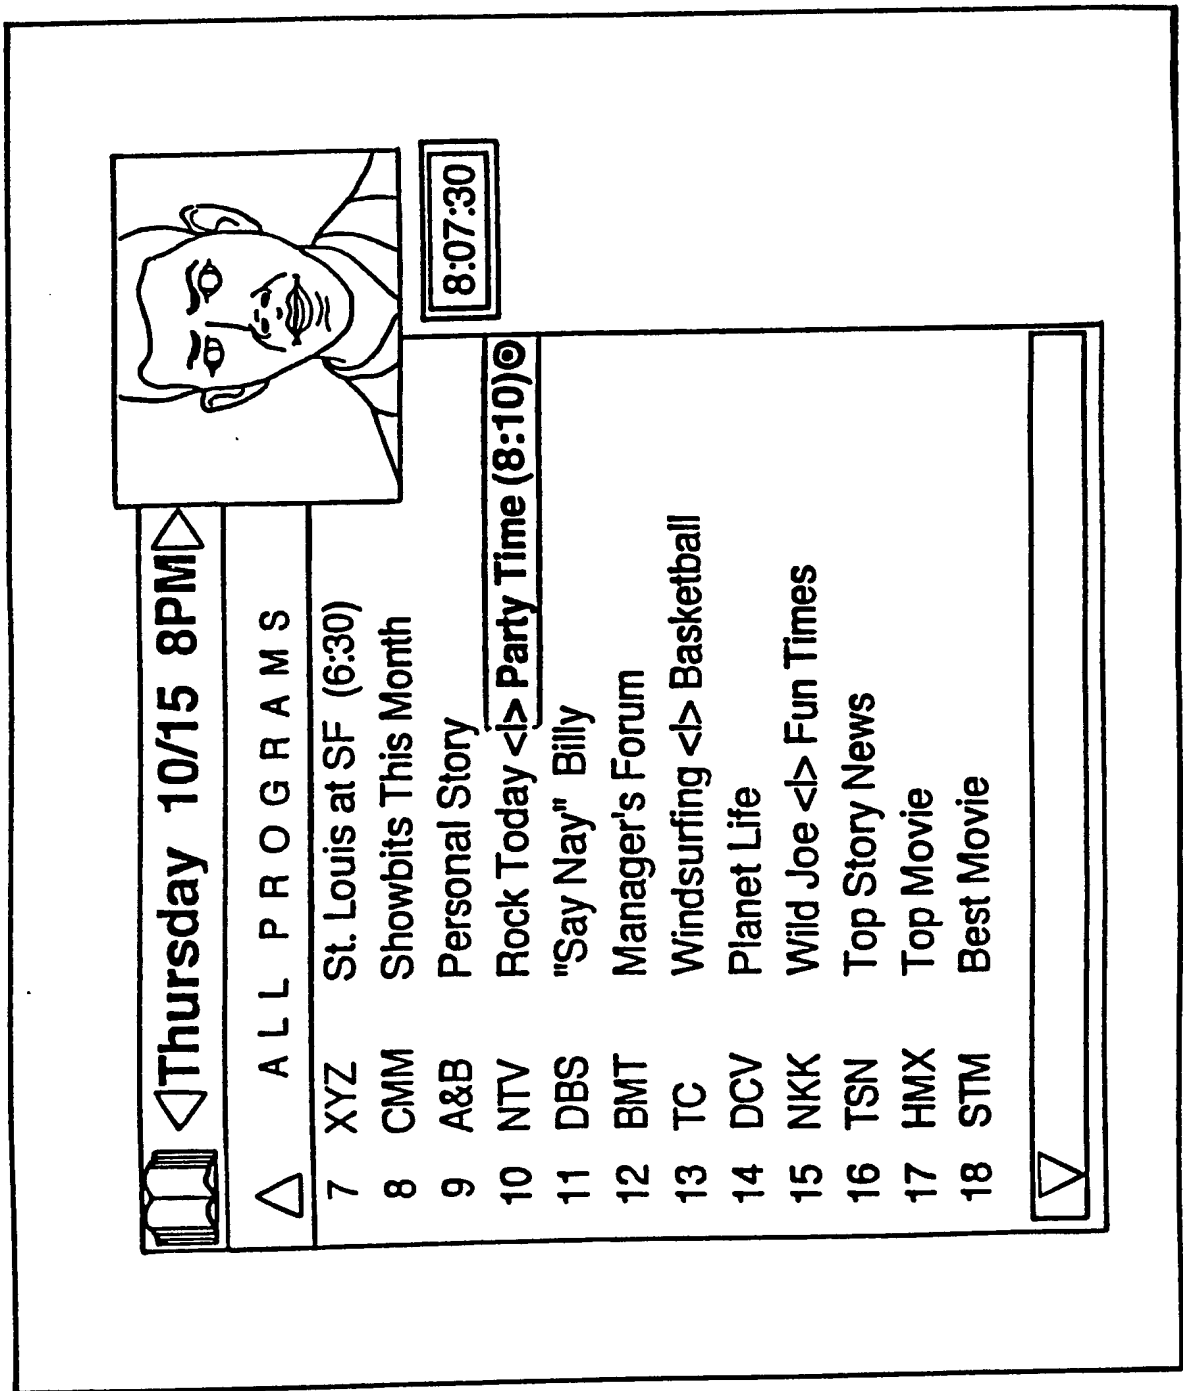 Thursday 10/15 8PM
ALL PROGRAMS
8:07:30
7 XYZ St. Louis at SF (6:30)
8 CMM Showbits This Month
9 A&B Personal Story
10 NTV Rock Today <|> Party Time (8:10)
11 DBS "Say Nay" Billy
12 BMT Manager's Forum
13 TC Windsurfing <|> Basketball
14 DCV Planet Life
15 NKK Wild Joe <|> Fun Times
16 TSN Top Story News
17 HMX Top Movie
18 STM Best Movie